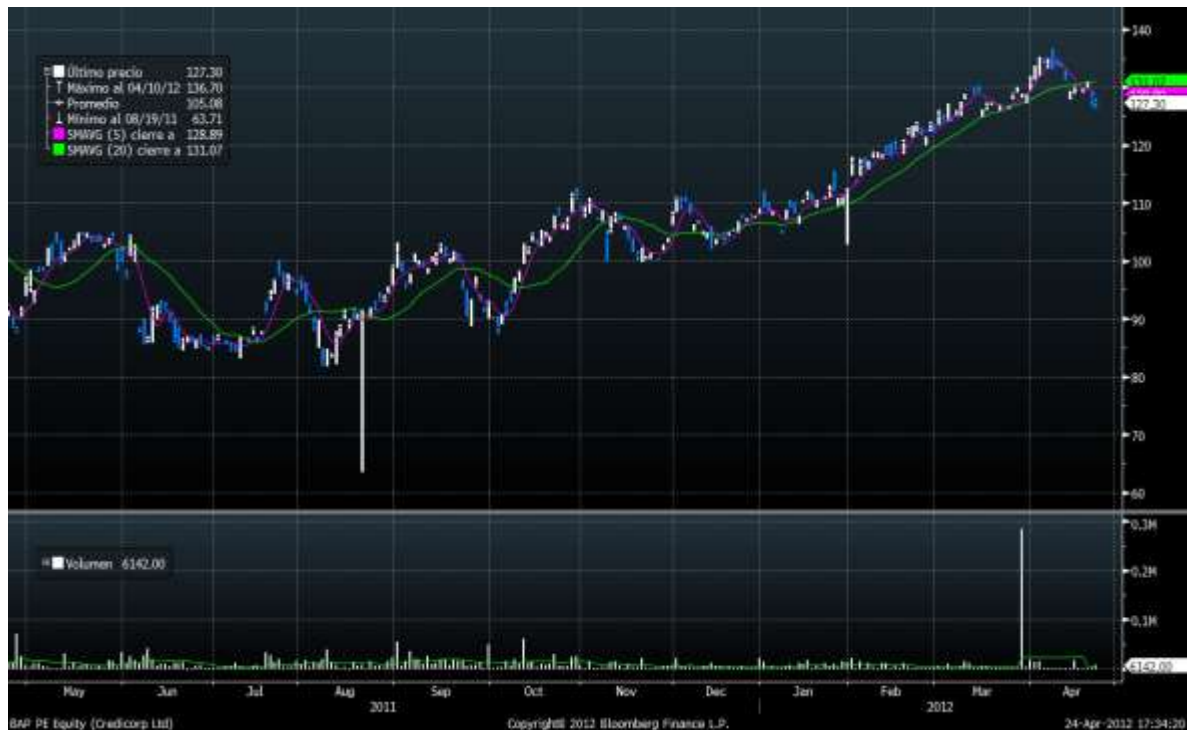 Último precio 127.30
Máximo al 04/10/12 136.70
Promedio 105.08
Mínimo al 08/19/11 63.71
SMAVG (5) cierre a 128.89
SMAVG (20) cierre a 131.07
140
131.07
127.30
120
110
100
90
80
70
60
Volumen 6142.00
0.3M
0.2M
0.1M
6142.00
May Jun Jul Aug Sep Oct Nov Dec Jan Feb Mar Apr
2011 2012
BAP PE Equity (Credicorp Ltd) Copyright© 2012 Bloomberg Finance L.P. 24-Apr-2012 17:34:20